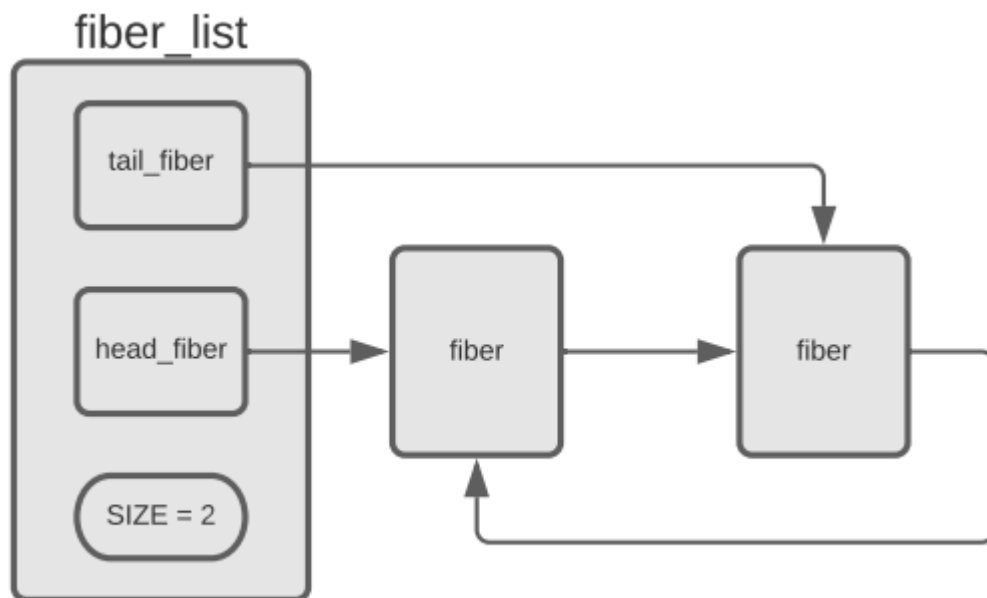 fiber_list
tail_fiber
head_fiber
fiber
fiber
SIZE = 2